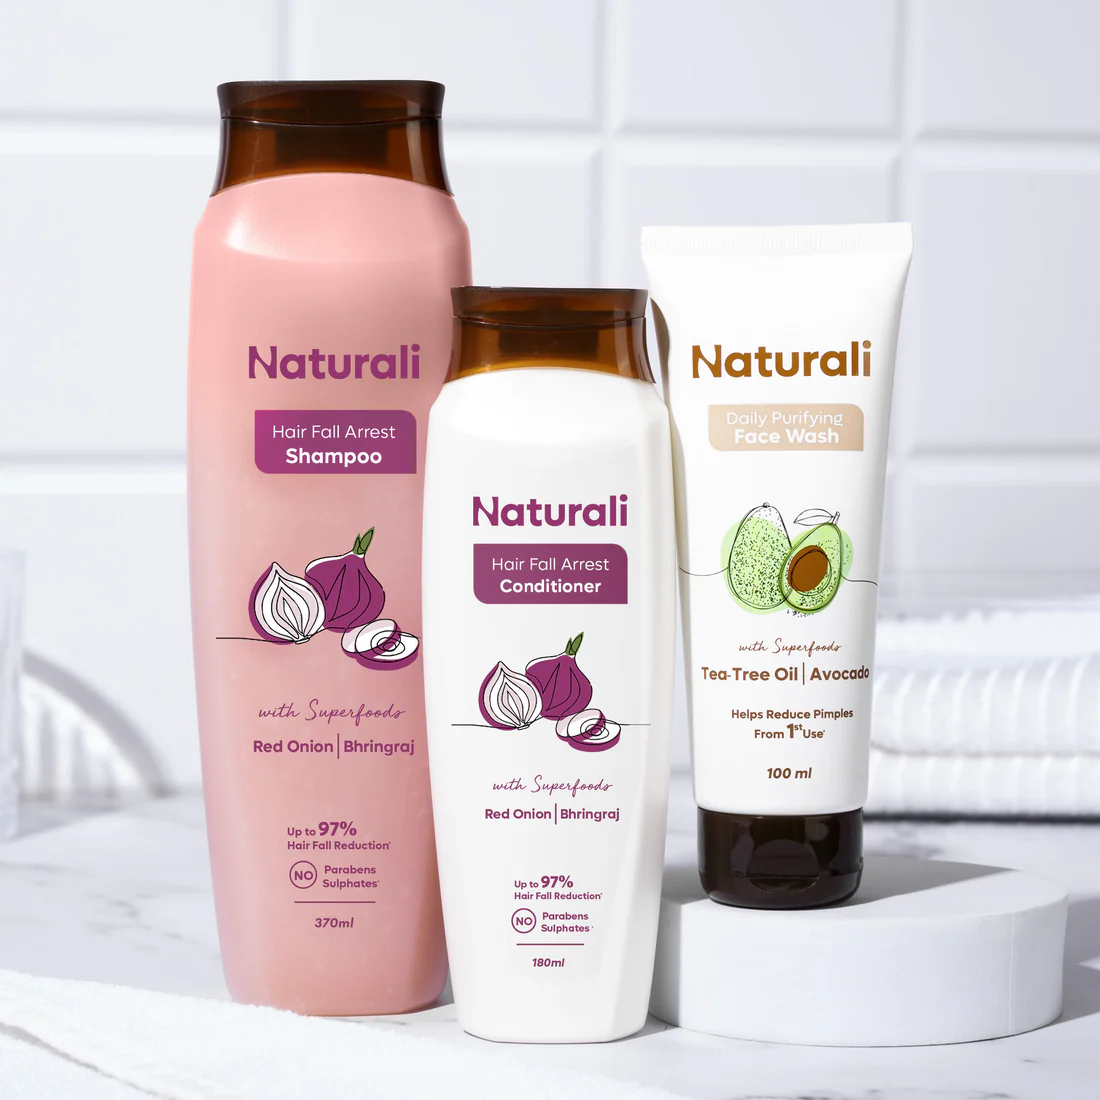 Naturali
Hair Fall Arrest
Shampoo
with Superfoods
Red Onion | Bhringraj
Up to 97%
Hair Fall Reduction*
NO Parabens
Sulphates*
370ml
Naturali
Hair Fall Arrest
Conditioner
with Superfoods
Red Onion | Bhringraj
Up to 97%
Hair Fall Reduction*
NO Parabens
Sulphates*
180ml
Naturali
Daily Purifying
Face Wash
with Superfoods
Tea-Tree Oil | Avocado
Helps Reduce Pimples
From 1st Use*
100 ml